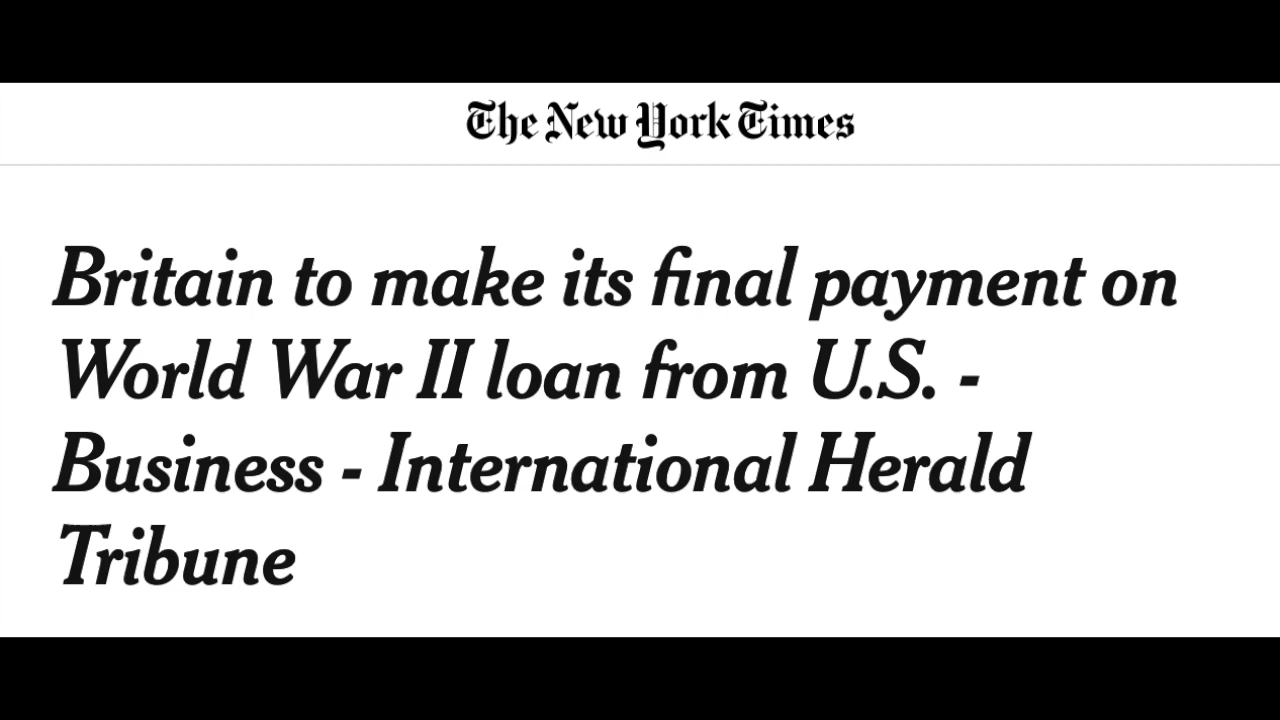 The New York Times
Britain to make its final payment on
World War II loan from U.S. -
Business - International Herald
Tribune